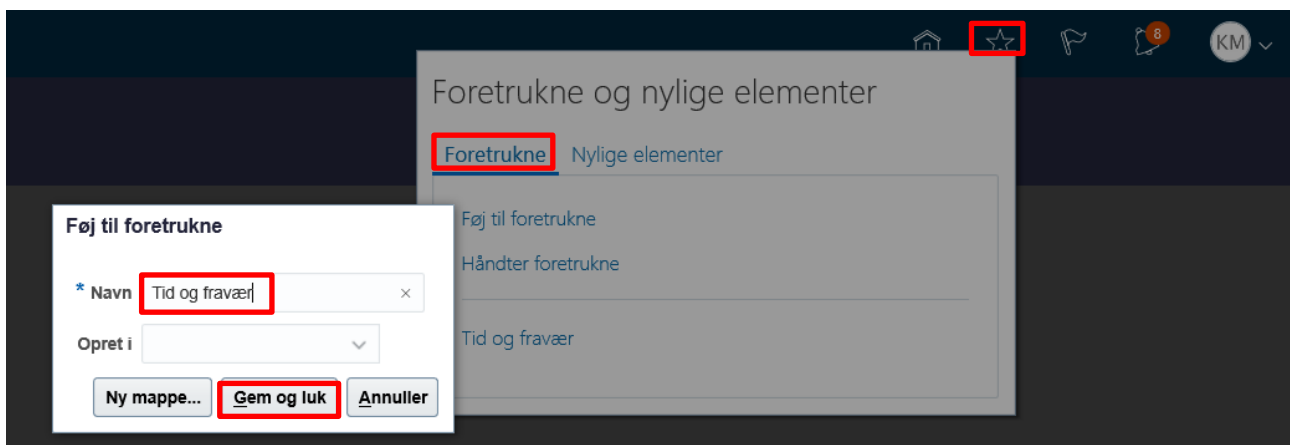 8
KM
Foretrukne og nylige elementer
Foretrukne Nylige elementer
Føj til foretrukne
Håndter foretrukne
Tid og fravær
Føj til foretrukne
* Navn Tid og fravær ×
Opret i
Ny mappe... Gem og luk Annuller